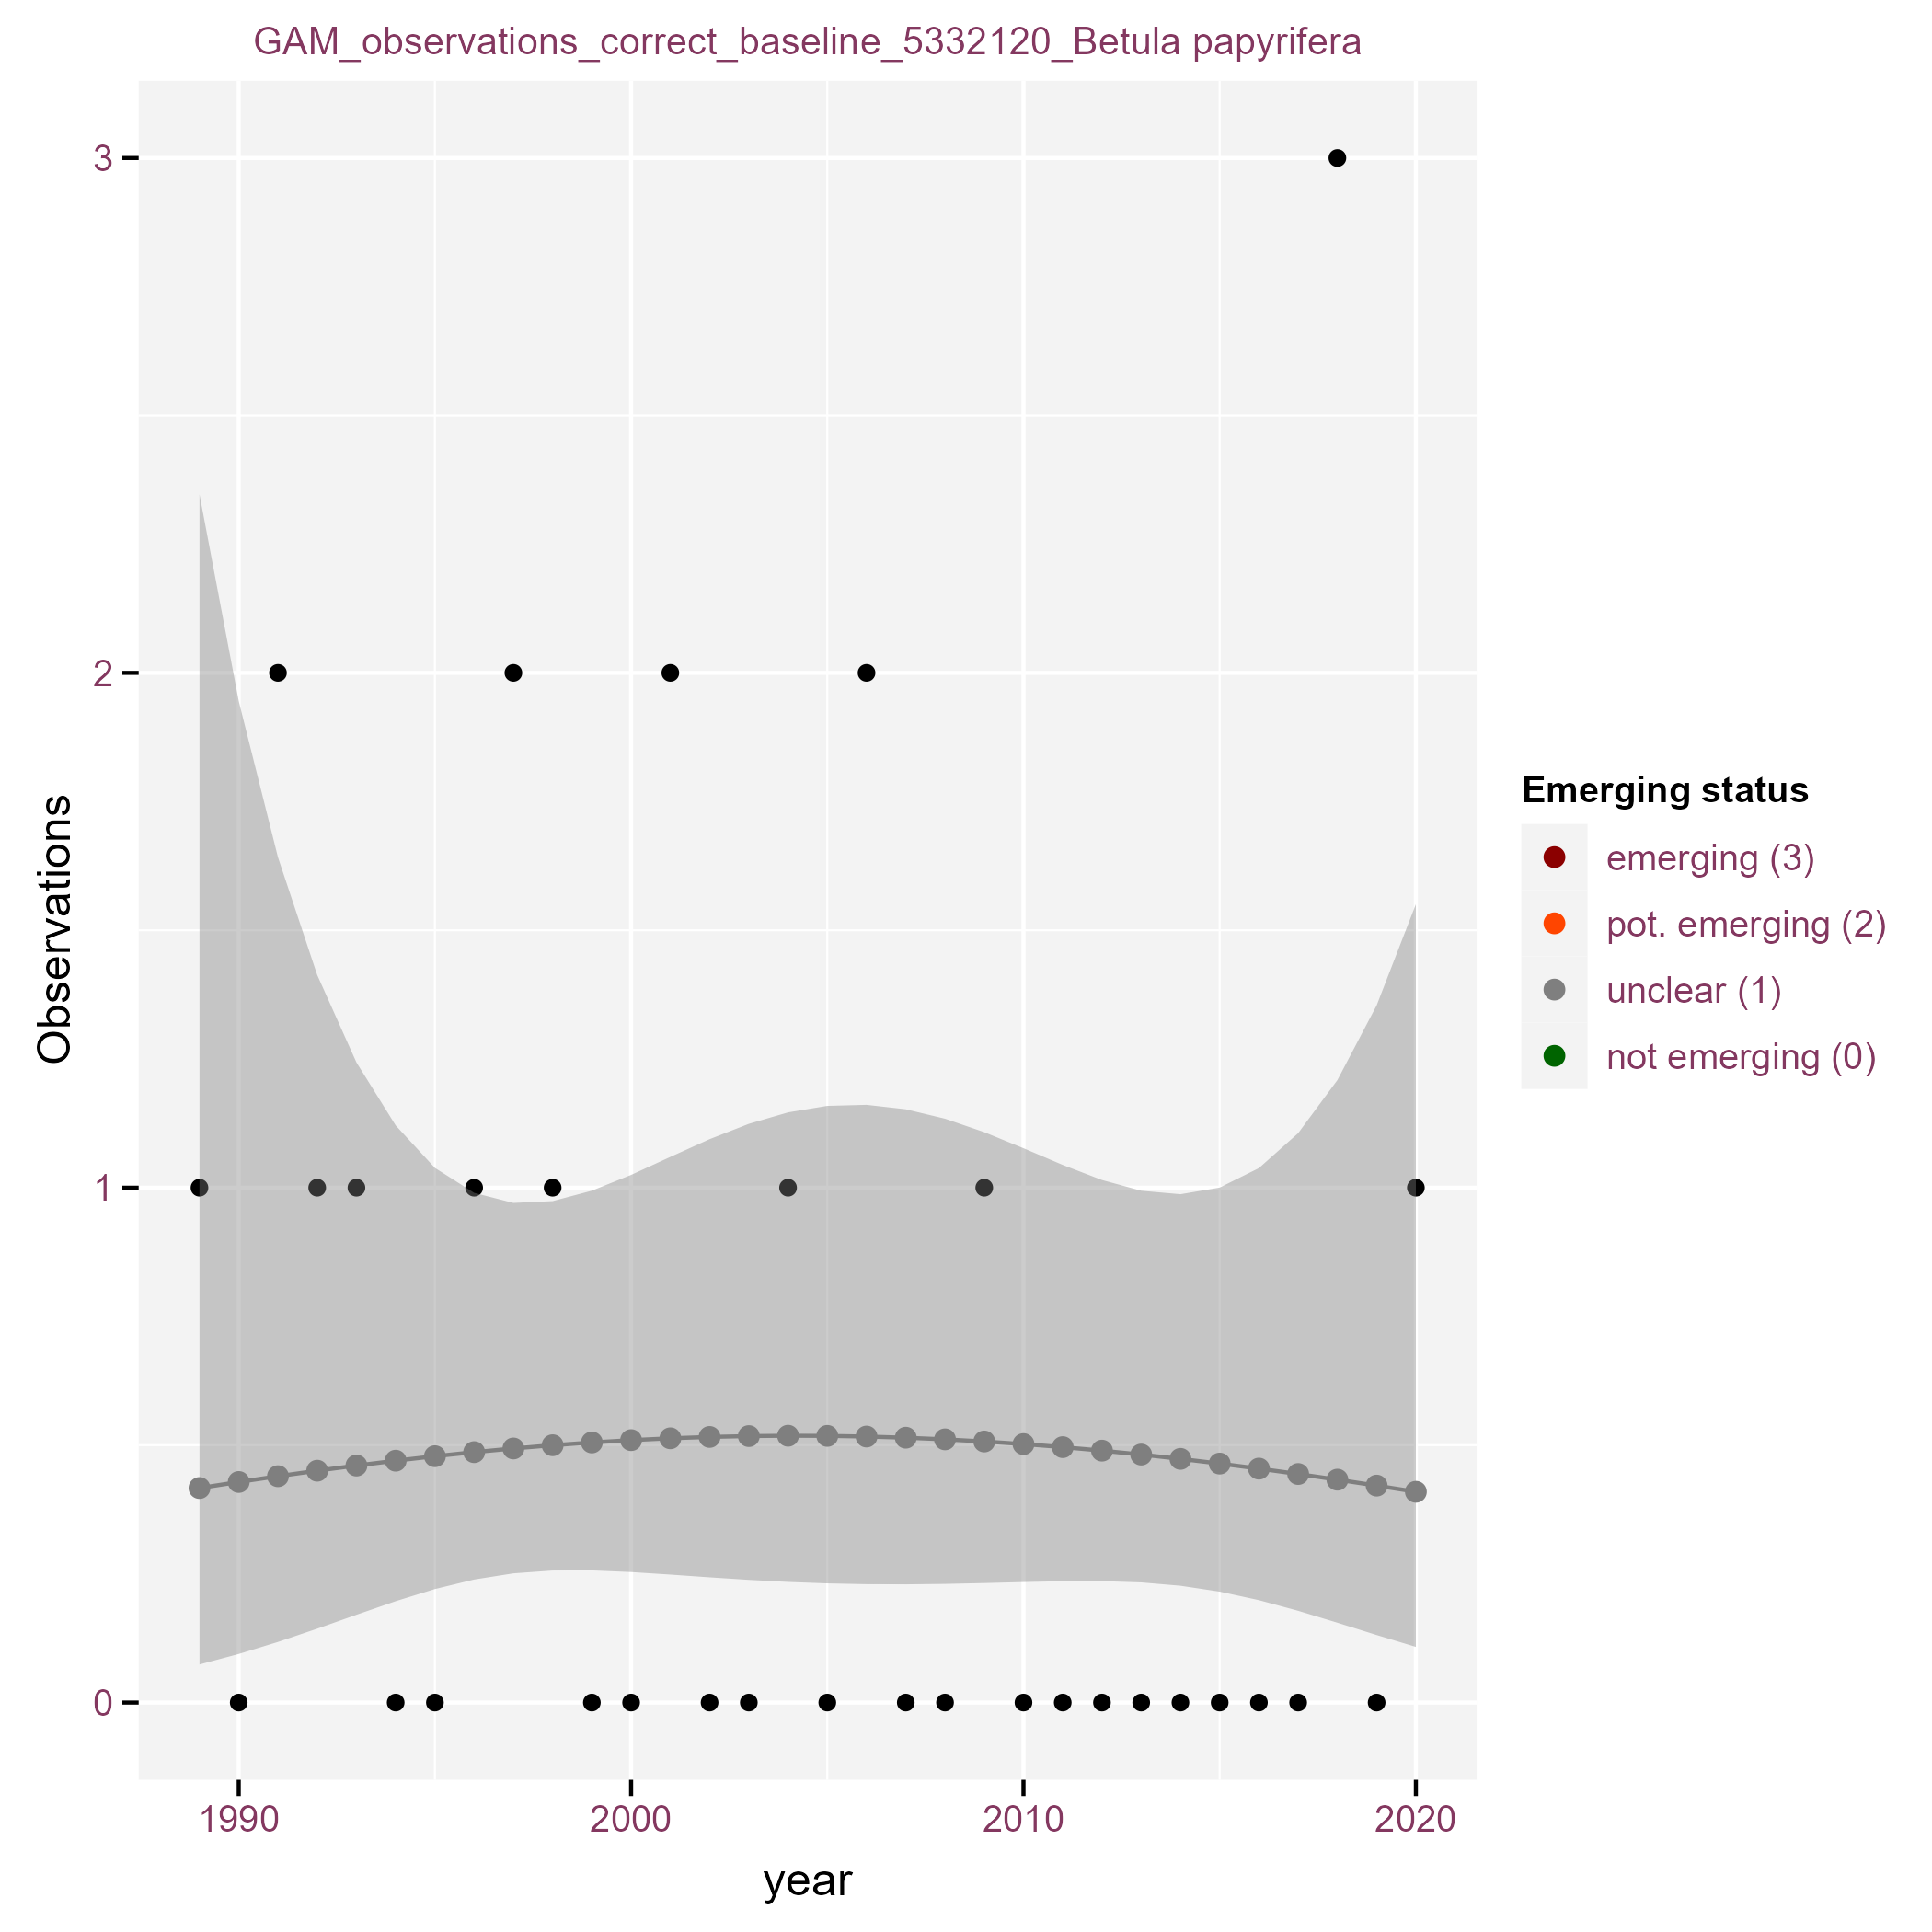 GAM_observations_correct_baseline_5332120_Betula papyrifera
3
2
1
0
Observations
1990
2000
2010
2020
year
Emerging status
emerging (3)
pot. emerging (2)
unclear (1)
not emerging (0)